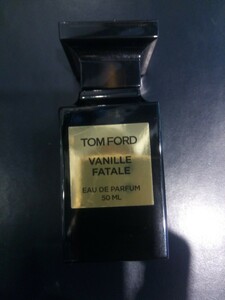 TOM FORD
VANILLE
FATALE
EAU DE PARFUM
50 ML